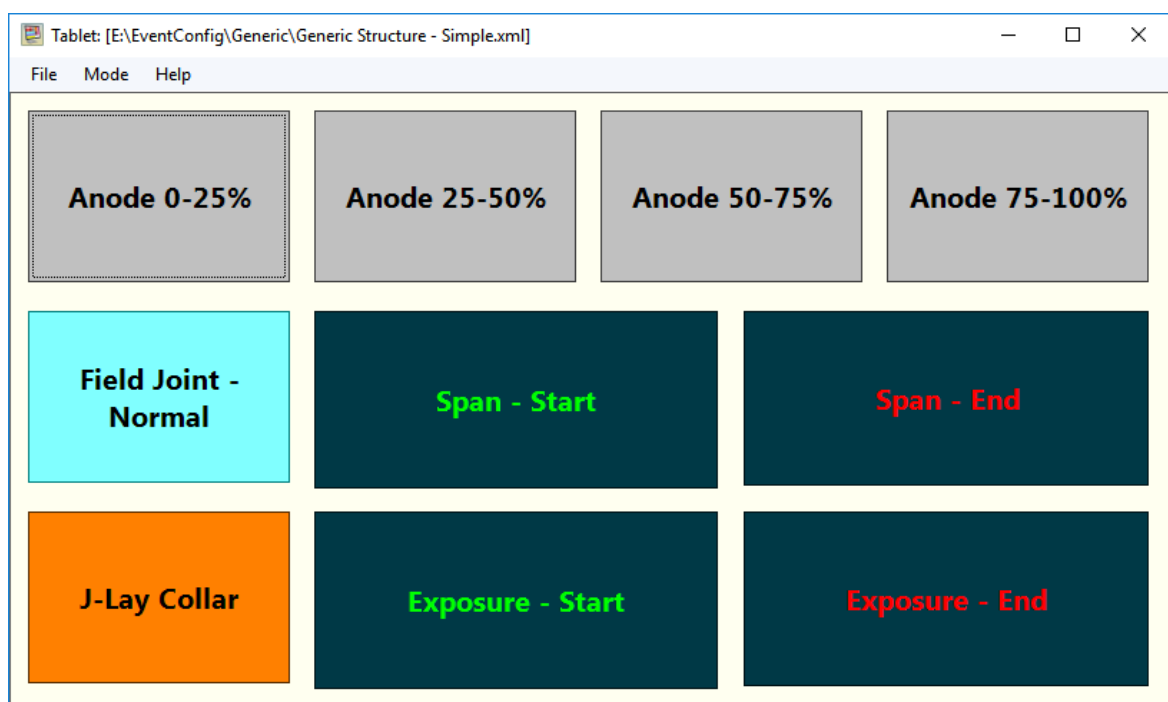 Tablet: [E:\EventConfig\Generic\Generic Structure - Simple.xml]
File Mode Help
Anode 0-25%
Anode 25-50%
Anode 50-75%
Anode 75-100%
Field Joint -
Normal
Span - Start
Span - End
J-Lay Collar
Exposure - Start
Exposure - End